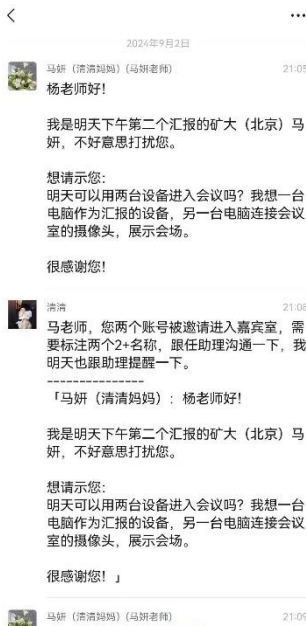 2024年9月2日
马妍（清清妈妈）(马妍老师) 21:05
杨老师好！
我是明天下午第二个汇报的矿大（北京）马
妍，不好意思打扰您。
想请示您：
明天可以用两台设备进入会议吗？我想一台
电脑作为汇报的设备，另一台电脑连接会议
室的摄像头，展示会场。
很感谢您！
清清 21:08
马老师，您两个账号被邀请进入嘉宾室，需
要标注两个2+名称，跟任助理沟通一下，我
明天也跟助理提醒一下。
---------------
「马妍（清清妈妈）：杨老师好！
我是明天下午第二个汇报的矿大（北京）马
妍，不好意思打扰您。
想请示您：
明天可以用两台设备进入会议吗？我想一台
电脑作为汇报的设备，另一台电脑连接会议
室的摄像头，展示会场。
很感谢您！」
马妍（清清妈妈）(马妍老师) 21:09